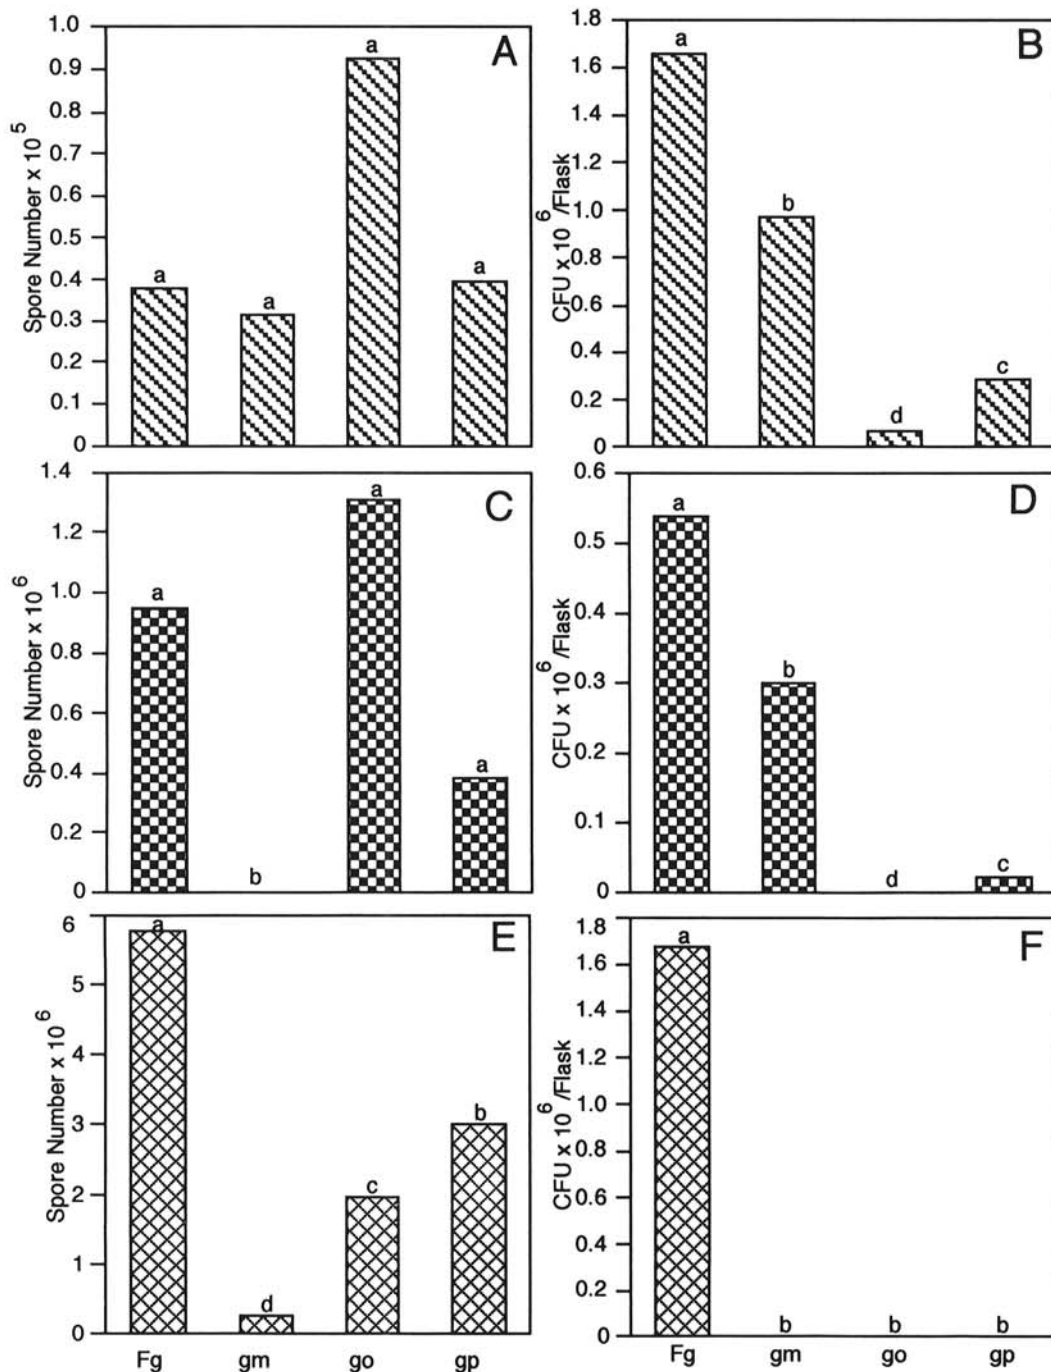 A
1.0
0.9
0.8
0.7
0.6
0.5
0.4
0.3
0.2
0.1
0
Spore Number x 10 5
a
a
a
a
B
1.8
1.6
1.4
1.2
1.0
0.8
0.6
0.4
0.2
0
CFU x 10 6 /Flask
a
b
d
c
C
1.4
1.2
1.0
0.8
0.6
0.4
0.2
0
Spore Number x 10 6
a
b
a
a
D
0.6
0.5
0.4
0.3
0.2
0.1
0
CFU x 10 6 /Flask
a
b
d
c
E
6
5
4
3
2
1
0
Spore Number x 10 6
a
d
c
b
Fg gm go gp
F
1.8
1.6
1.4
1.2
1.0
0.8
0.6
0.4
0.2
0
CFU x 10 6 /Flask
a
b
b
b
Fg gm go gp